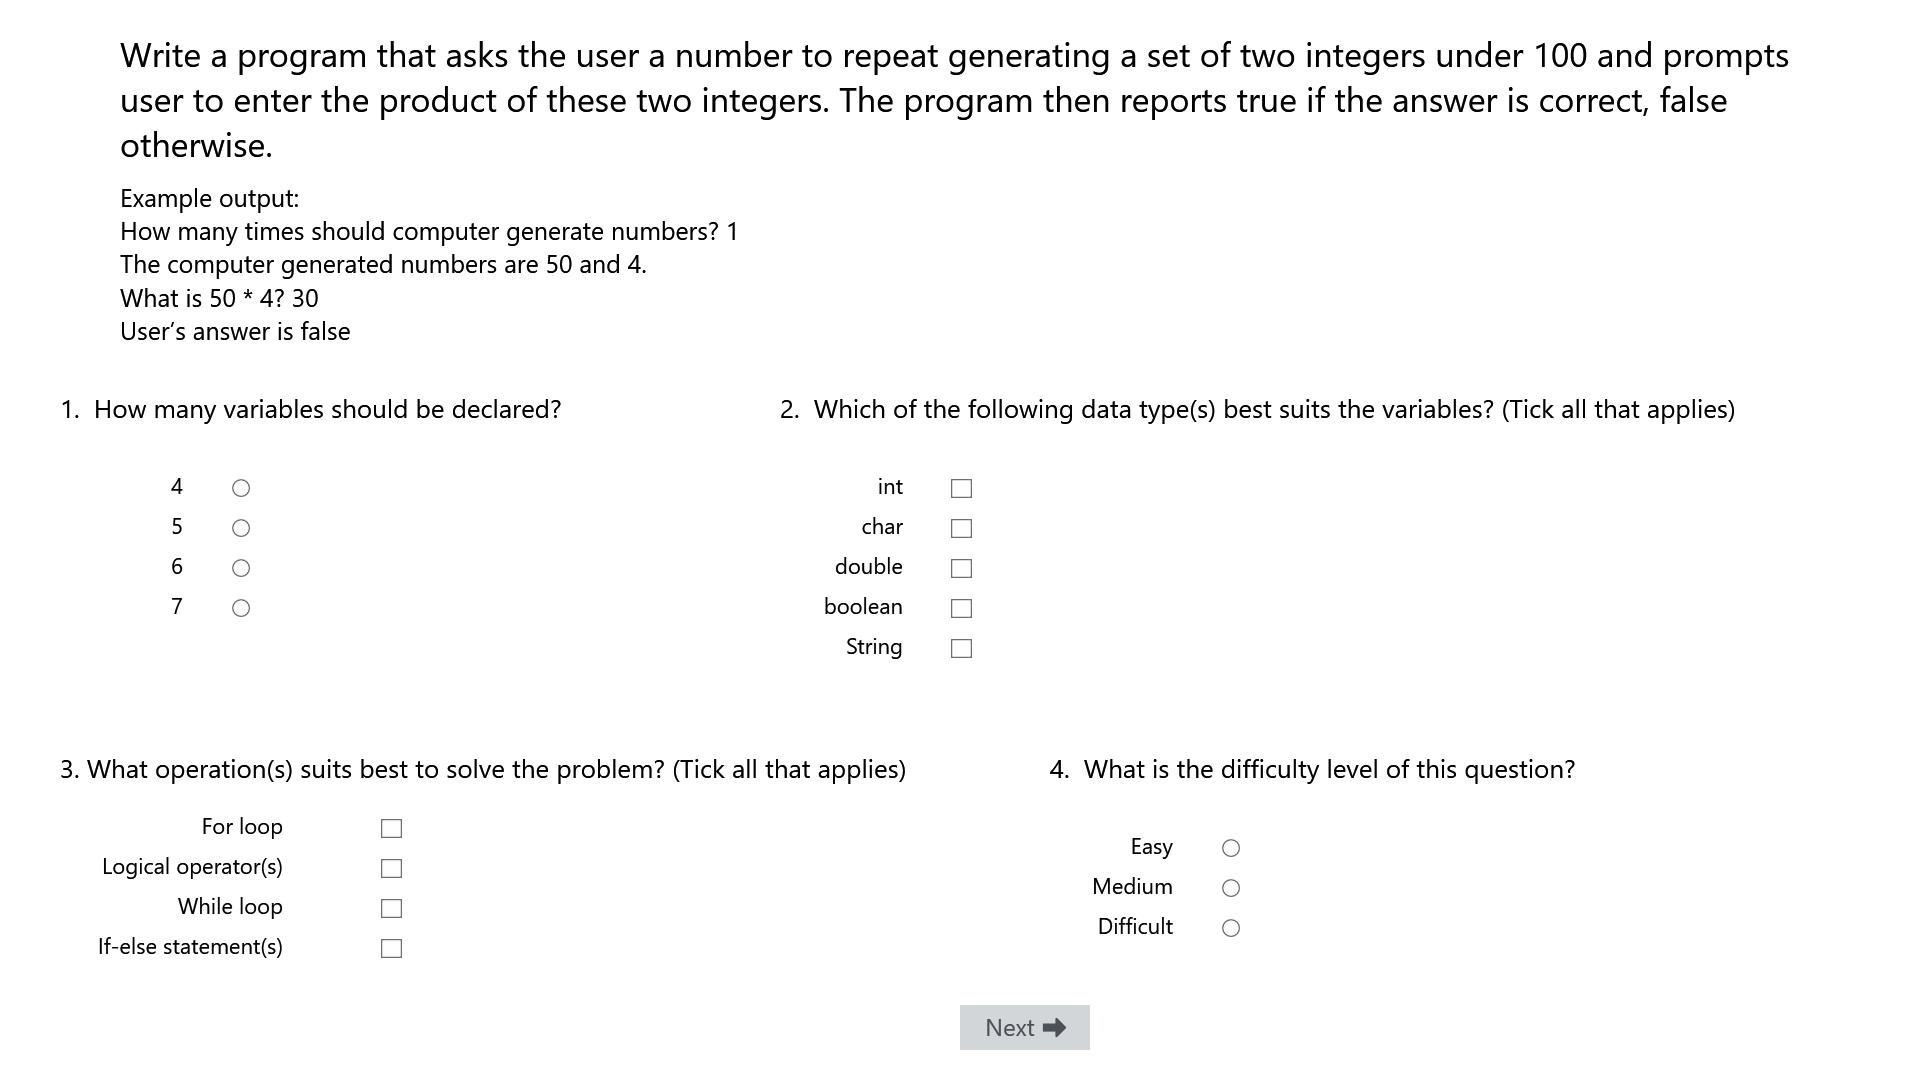 Write a program that asks the user a number to repeat generating a set of two integers under 100 and prompts
user to enter the product of these two integers. The program then reports true if the answer is correct, false
otherwise.
Example output:
How many times should computer generate numbers? 1
The computer generated numbers are 50 and 4.
What is 50 * 4? 30
User’s answer is false
1. How many variables should be declared?
4
5
6
7
2. Which of the following data type(s) best suits the variables? (Tick all that applies)
int
char
double
boolean
String
3. What operation(s) suits best to solve the problem? (Tick all that applies)
For loop
Logical operator(s)
While loop
If-else statement(s)
4. What is the difficulty level of this question?
Easy
Medium
Difficult
Next